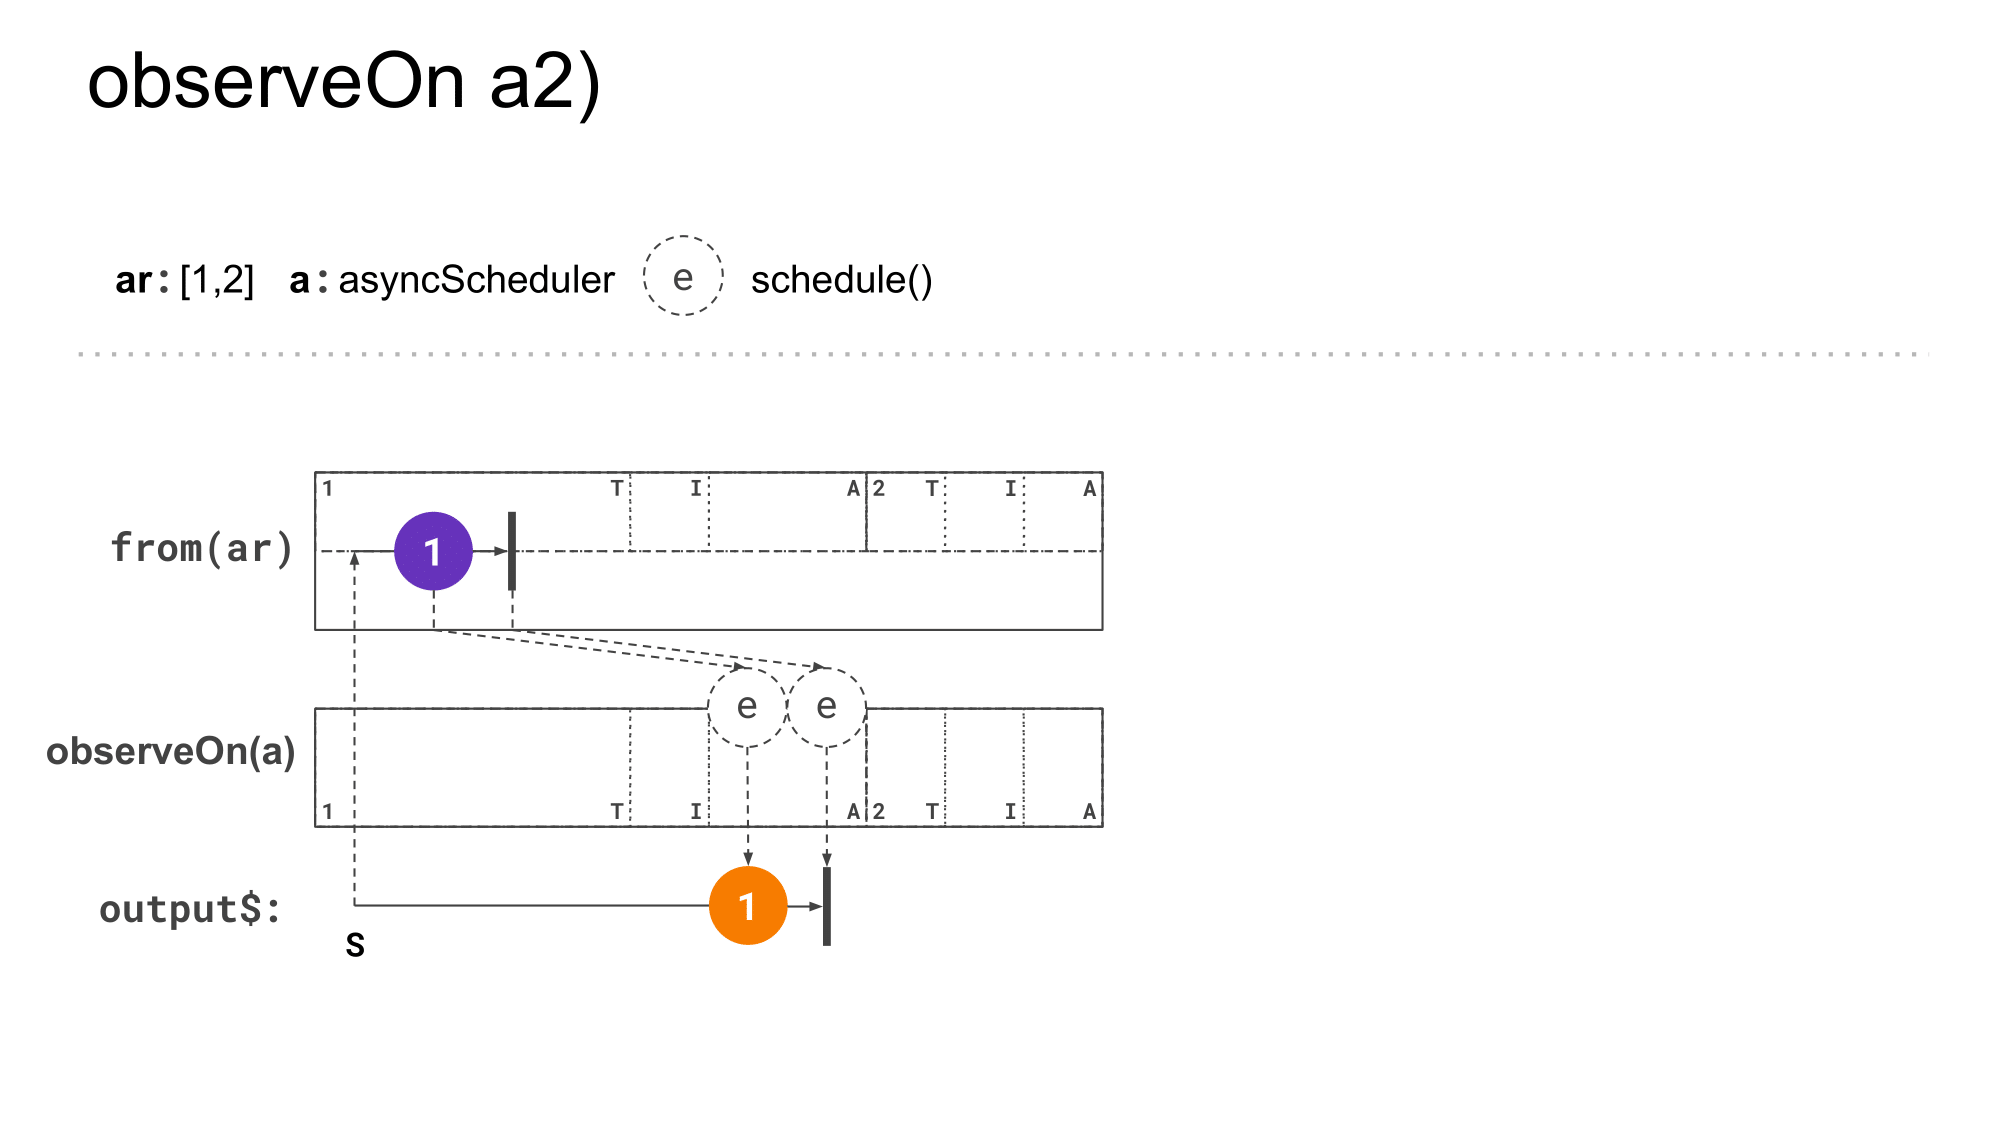 observeOn a2)
ar: [1,2] a: asyncScheduler e schedule()
1 T I A 2 T I A
from(ar) 1
e e
observeOn(a)
1 T I A 2 T I A
output$: 1
S